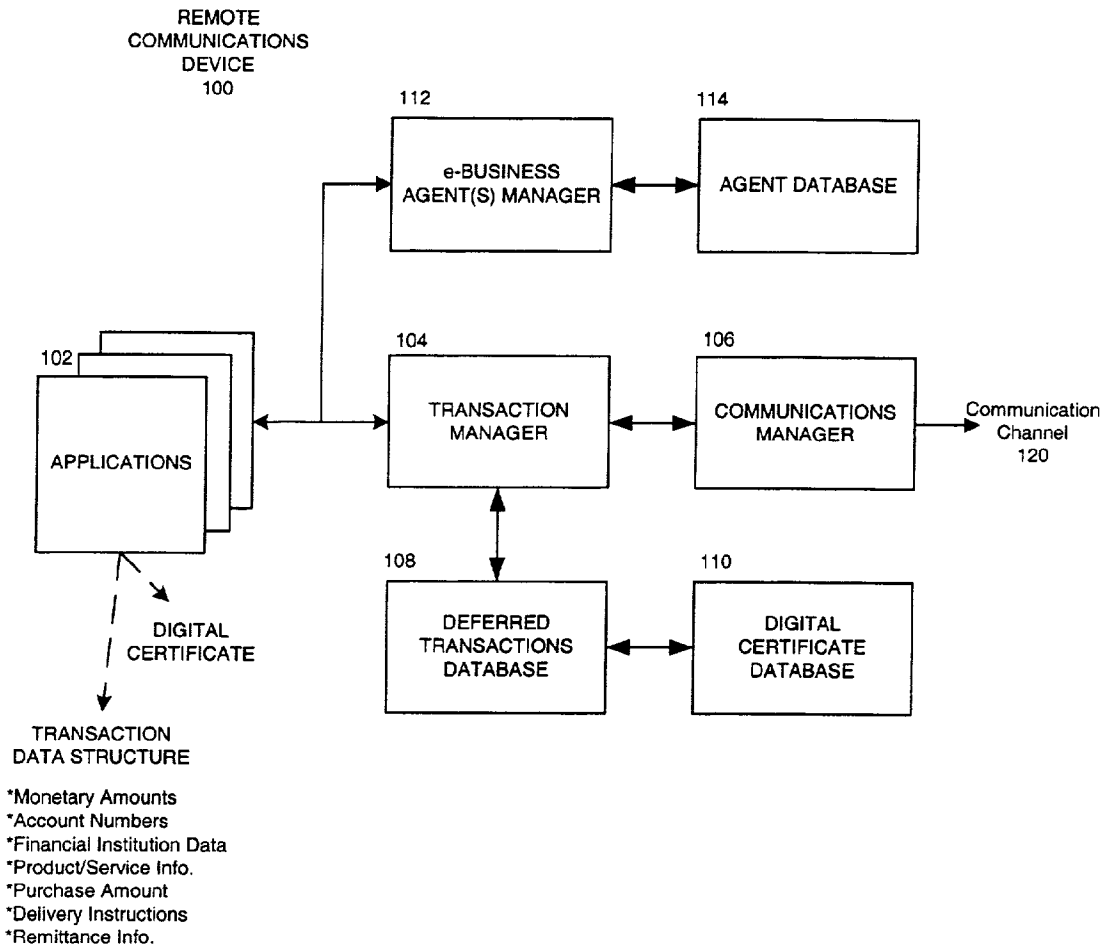 REMOTE
COMMUNICATIONS
DEVICE
100
112
e-BUSINESS
AGENT(S) MANAGER
114
AGENT DATABASE
102
APPLICATIONS
104
TRANSACTION
MANAGER
106
COMMUNICATIONS
MANAGER
Communication
Channel
120
108
DEFERRED
TRANSACTIONS
DATABASE
110
DIGITAL
CERTIFICATE
DATABASE
DIGITAL
CERTIFICATE
TRANSACTION
DATA STRUCTURE
*Monetary Amounts
*Account Numbers
*Financial Institution Data
*Product/Service Info.
*Purchase Amount
*Delivery Instructions
*Remittance Info.